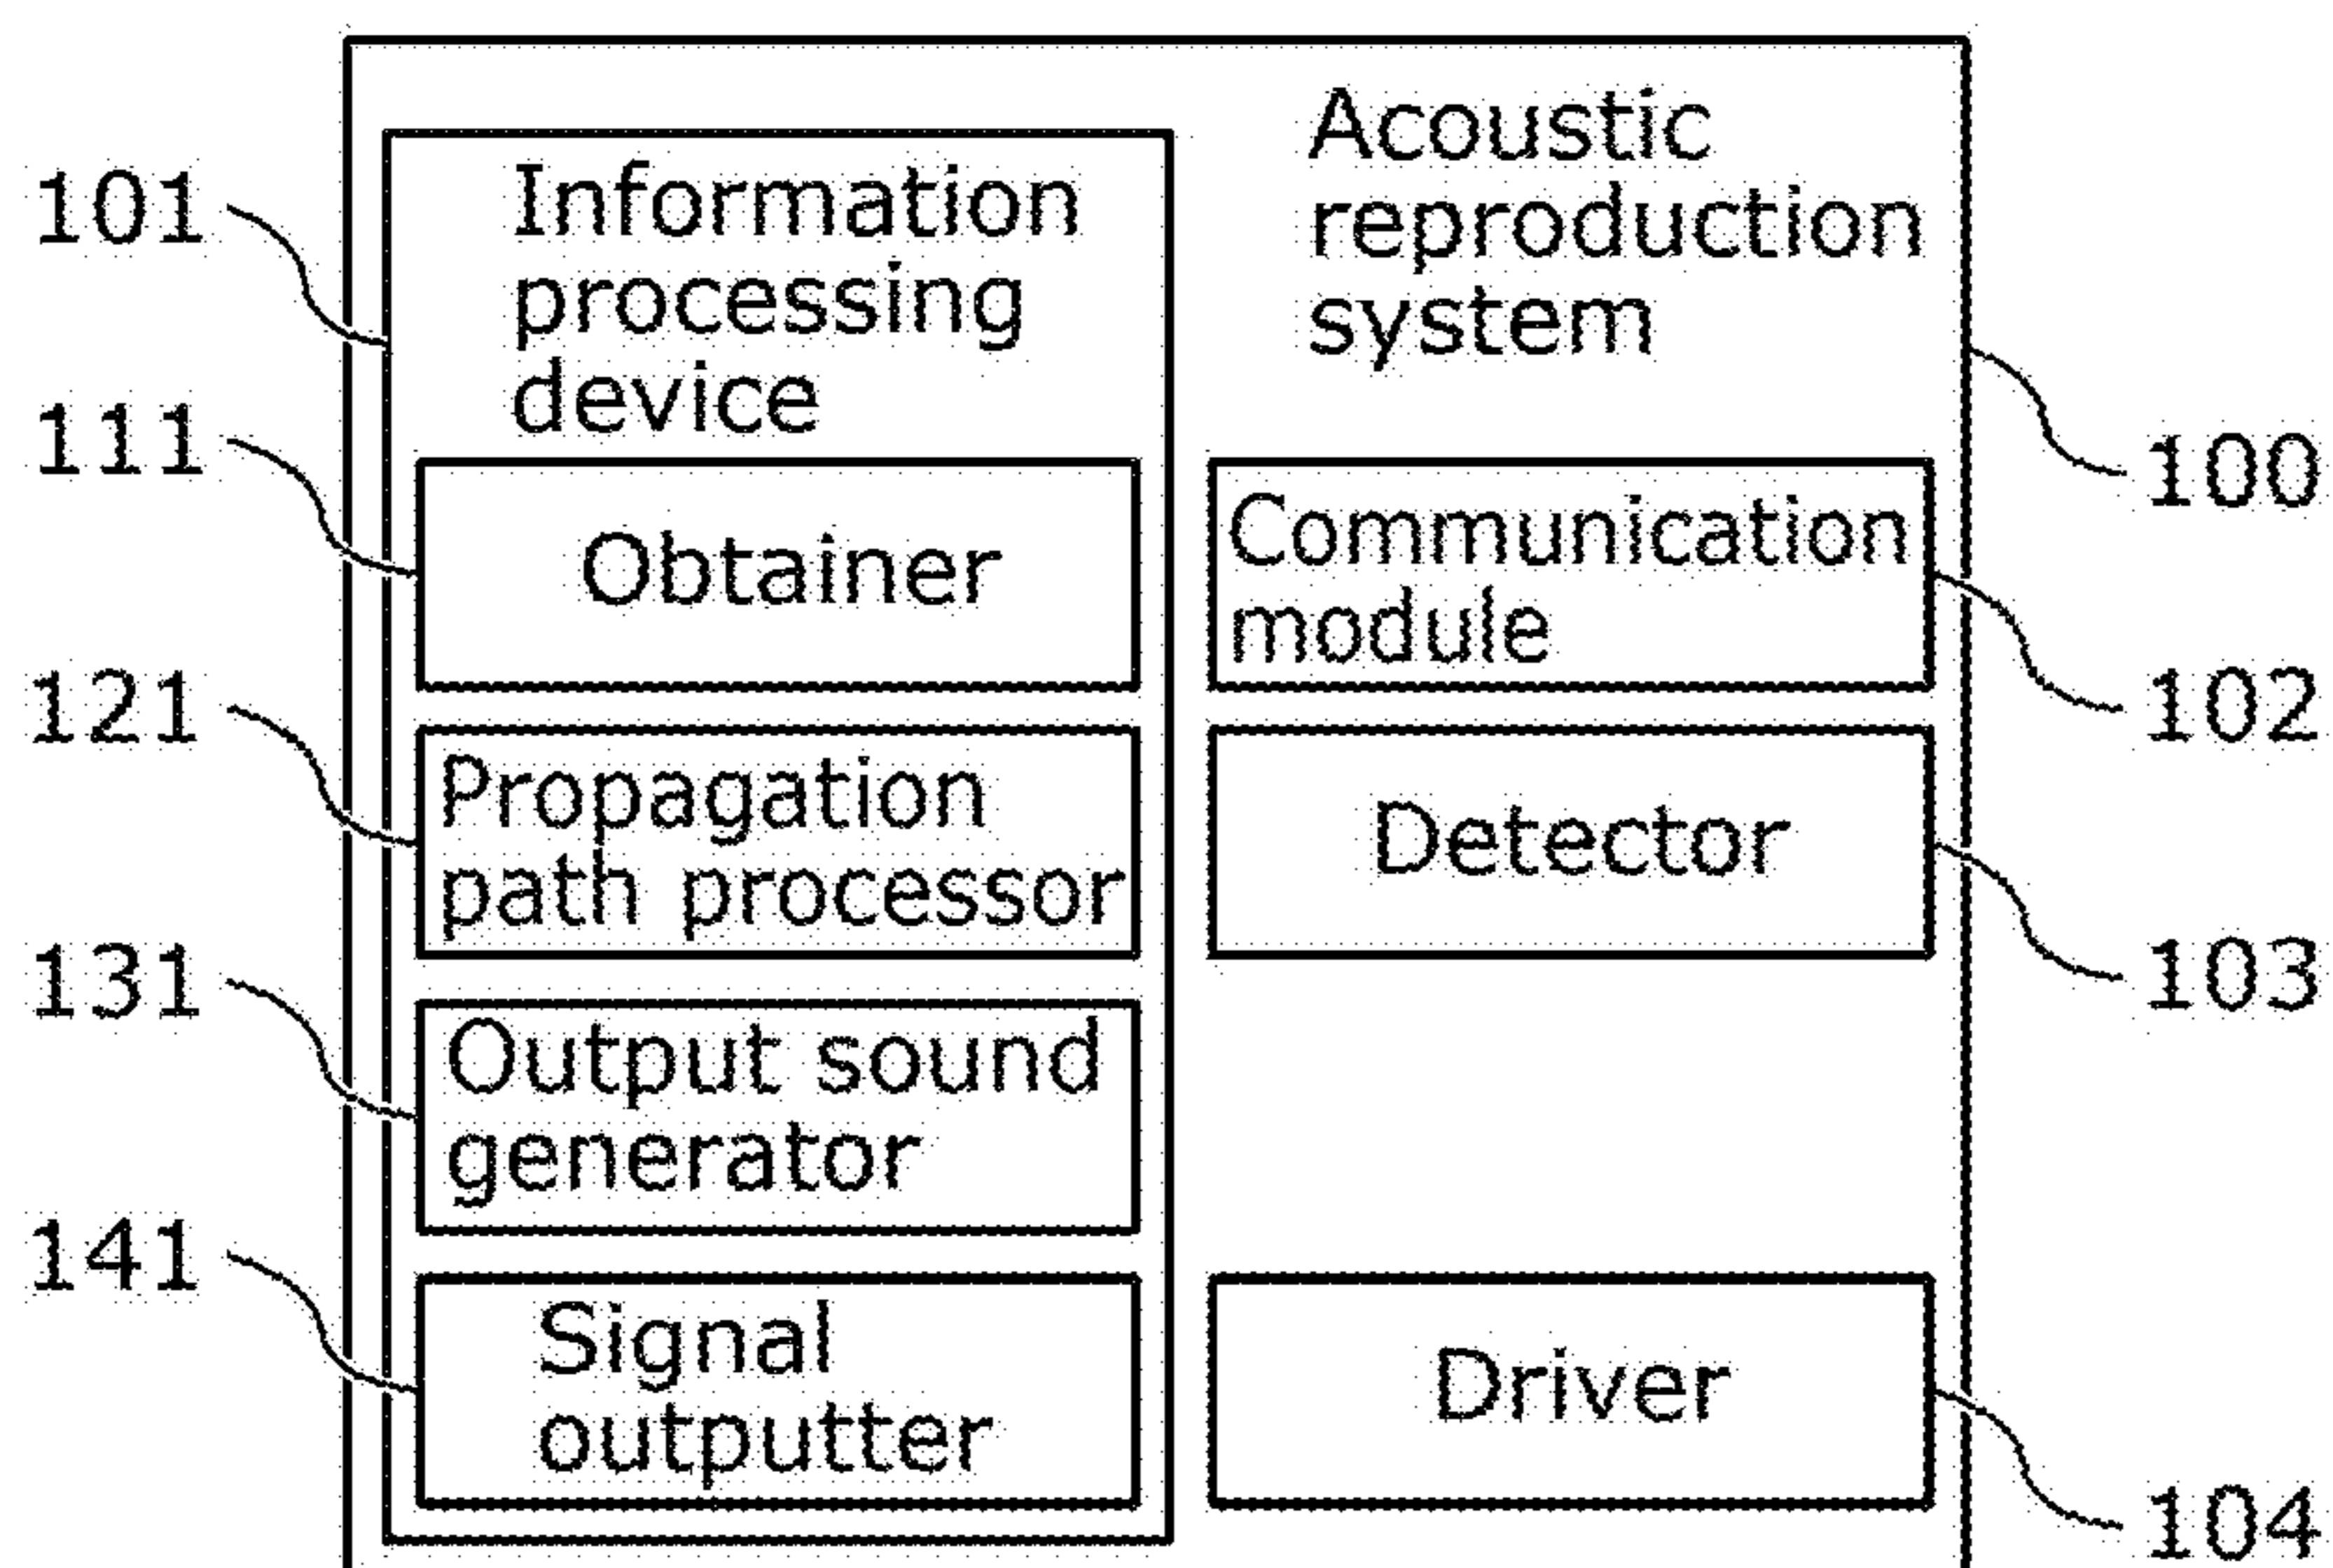 Acoustic
reproduction
system
100
101
Information
processing
device
111
Obtainer
121
Propagation
path processor
131
Output sound
generator
141
Signal
outputter
Communication
module
102
Detector
103
Driver
104